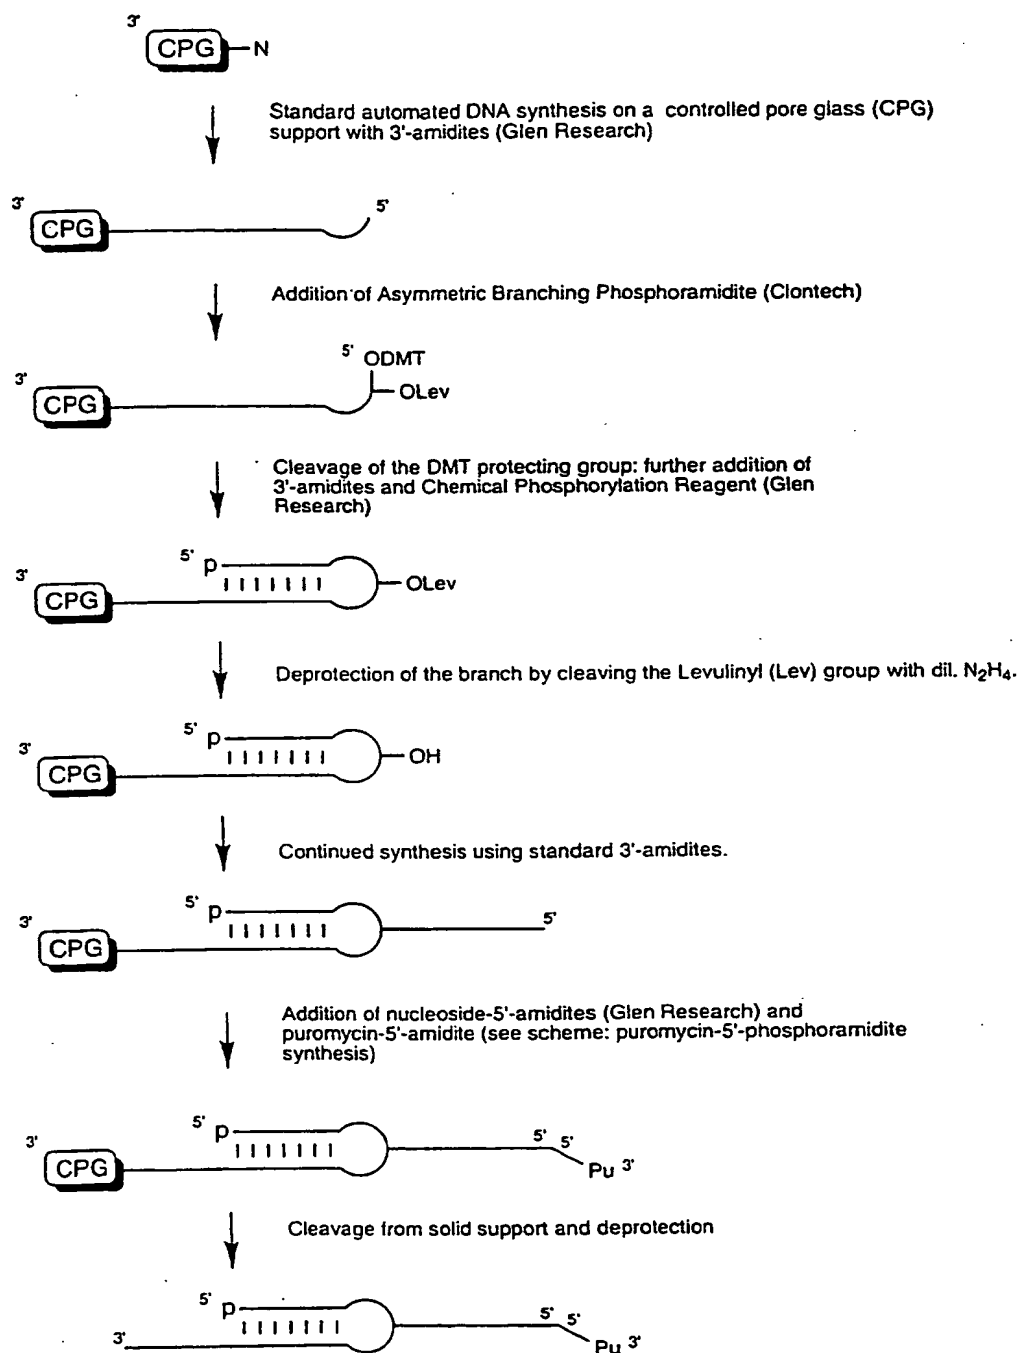 3'
CPG N
Standard automated DNA synthesis on a controlled pore glass (CPG)
support with 3'-amidites (Glen Research)
3' 5'
CPG
Addition of Asymmetric Branching Phosphoramidite (Clontech)
5' ODMT
3' OLev
CPG
Cleavage of the DMT protecting group: further addition of
3'-amidites and Chemical Phosphorylation Reagent (Glen
Research)
5' p
3' OLev
CPG
Deprotection of the branch by cleaving the Levulinyl (Lev) group with dil. N₂H₄.
5' p
3' OH
CPG
Continued synthesis using standard 3'-amidites.
5' p
3' 5'
CPG
Addition of nucleoside-5'-amidites (Glen Research) and
puromycin-5'-amidite (see scheme: puromycin-5'-phosphoramidite
synthesis)
5' p 5' 5'
3'
CPG Pu 3'
Cleavage from solid support and deprotection
5' p 5' 5'
3' Pu 3'